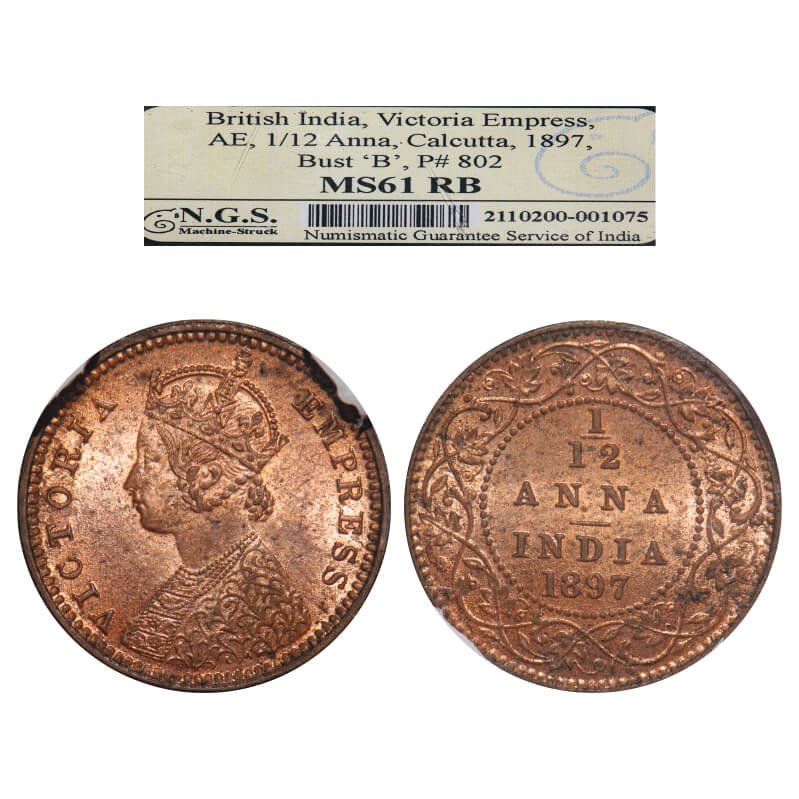 British India, Victoria Empress,
AE, 1/12 Anna, Calcutta, 1897,
Bust ‘B’, P# 802
MS61 RB
N.G.S.
Machine-Struck
2110200-001075
Numismatic Guarantee Service of India
VICTORIA EMPRESS
1
12
ANNA
INDIA
1897